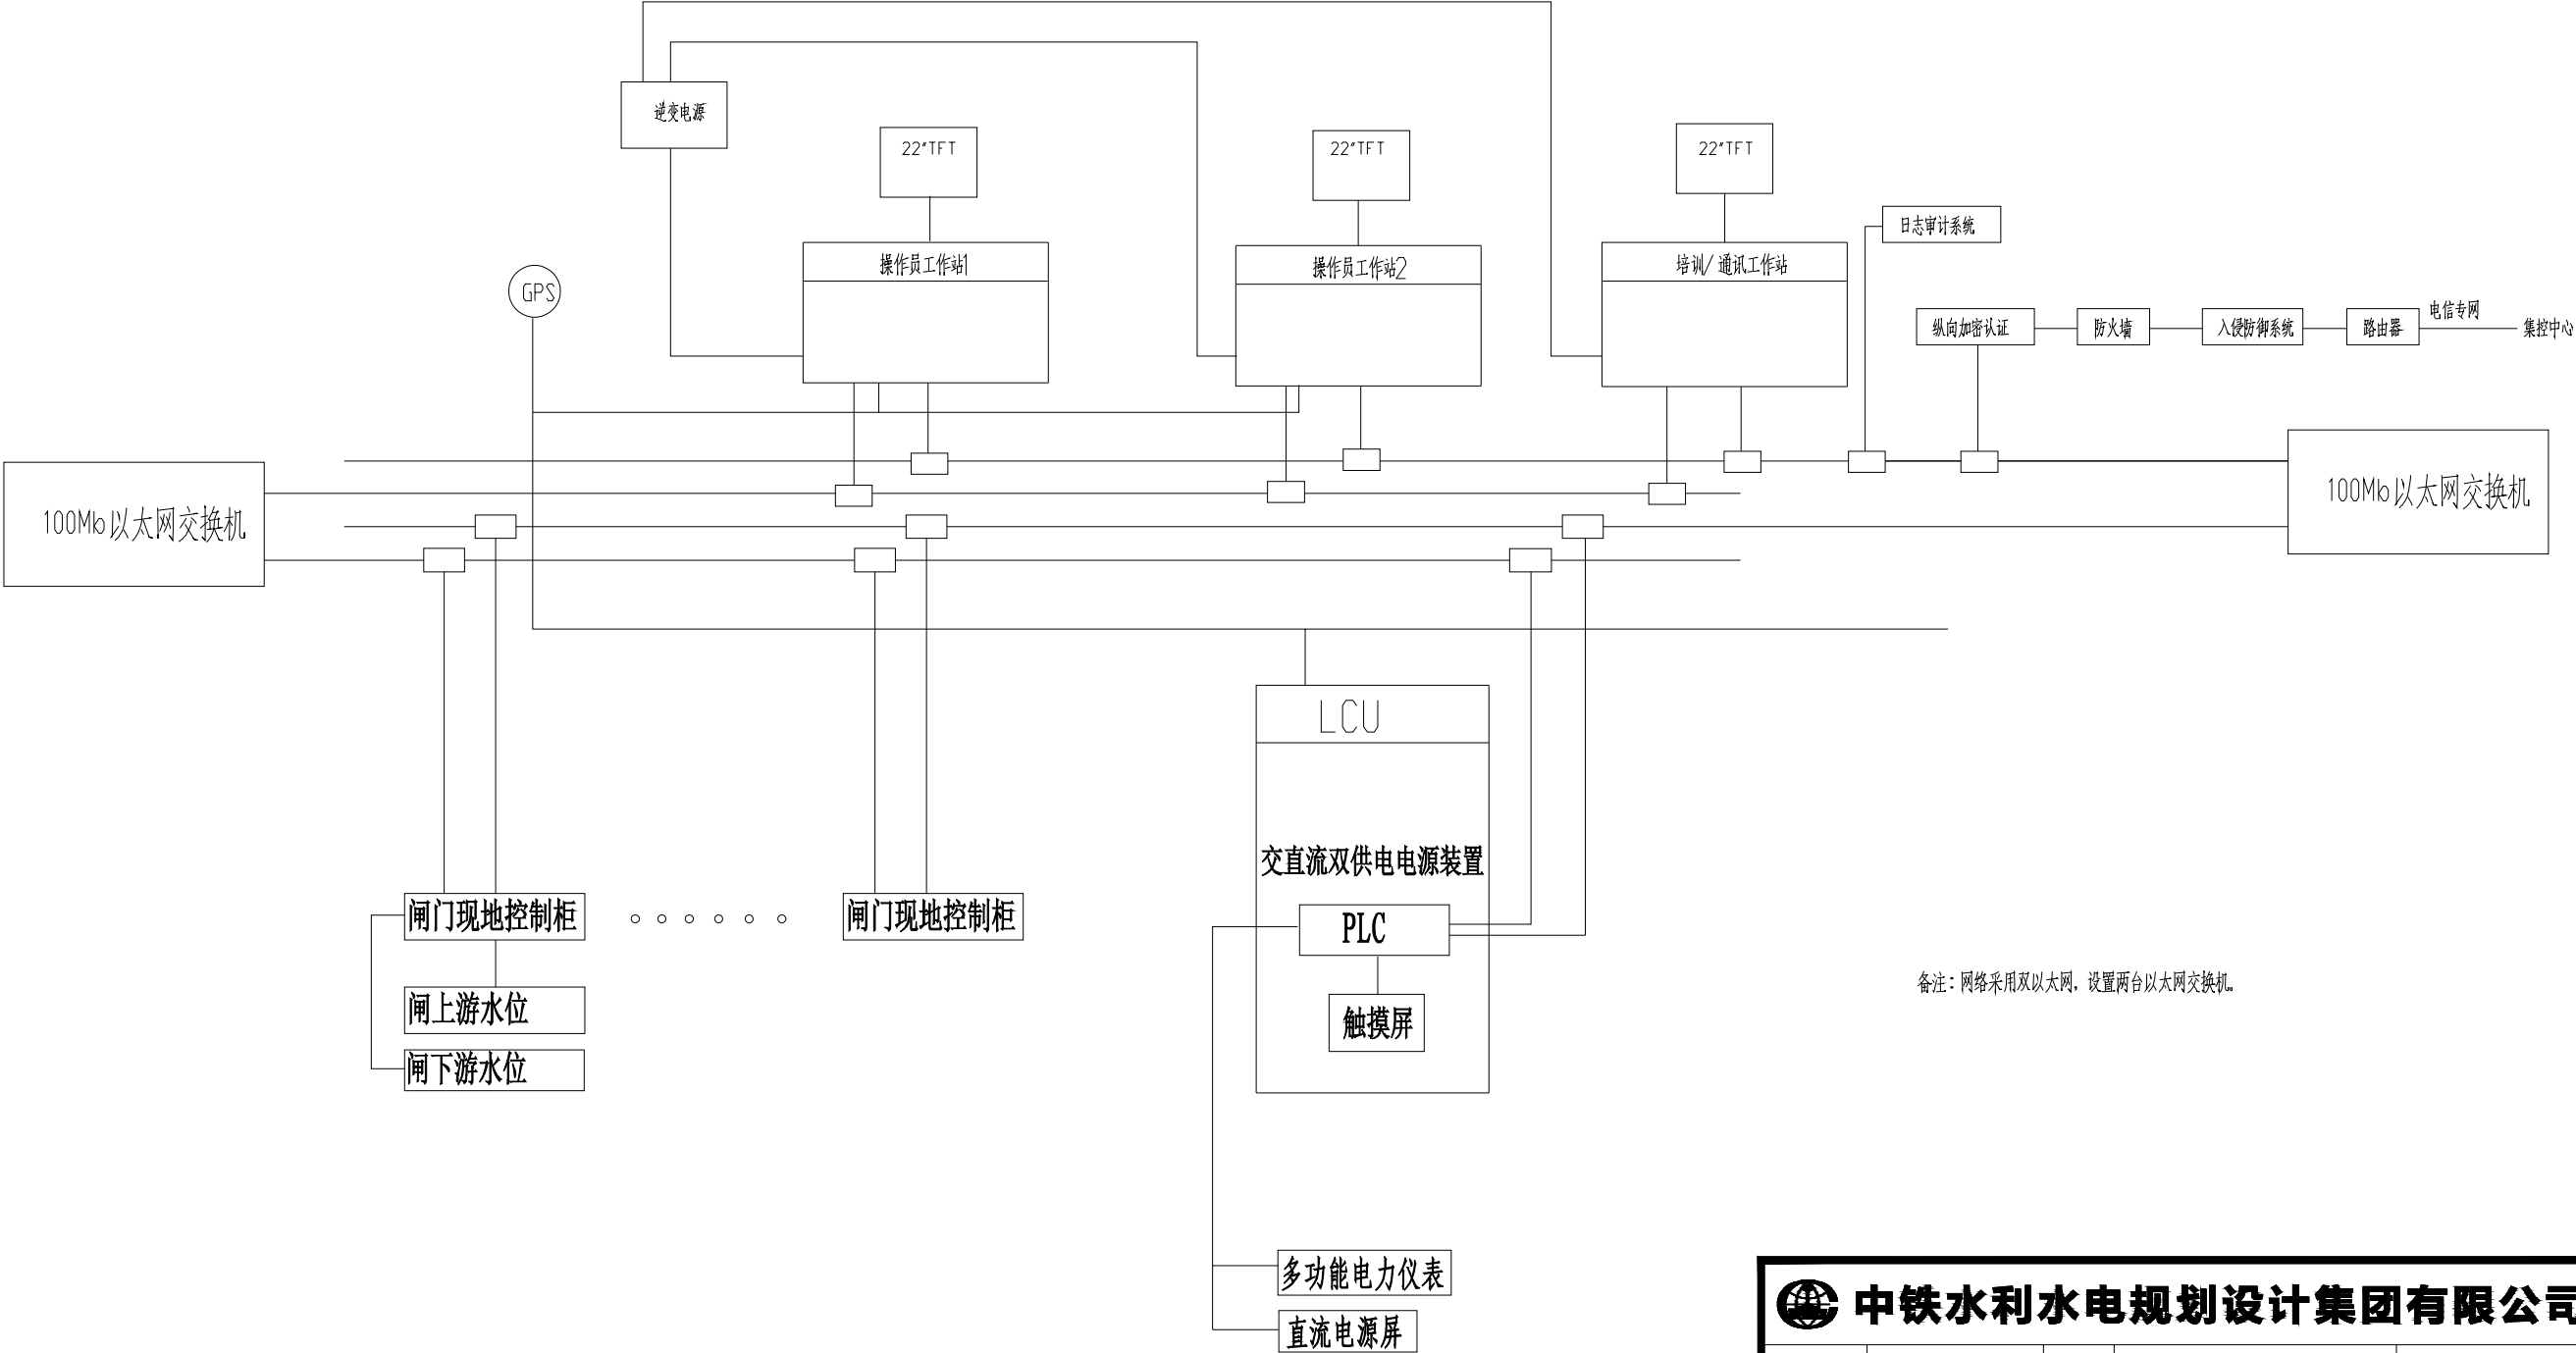 逆变电源
22"TFT
22"TFT
22"TFT
日志审计系统
操作员工作站1
操作员工作站2
培训/通讯工作站
GPS
电信专网
纵向加密认证
防火墙
入侵防御系统
路由器
集控中心
100Mb以太网交换机
100Mb以太网交换机
LCU
交直流双供电电源装置
闸门现地控制柜
闸门现地控制柜
PLC
备注：网络采用双以太网，设置两台以太网交换机。
闸上游水位
触摸屏
闸下游水位
多功能电力仪表
直流电源屏
中铁水利水电规划设计集团有限公司